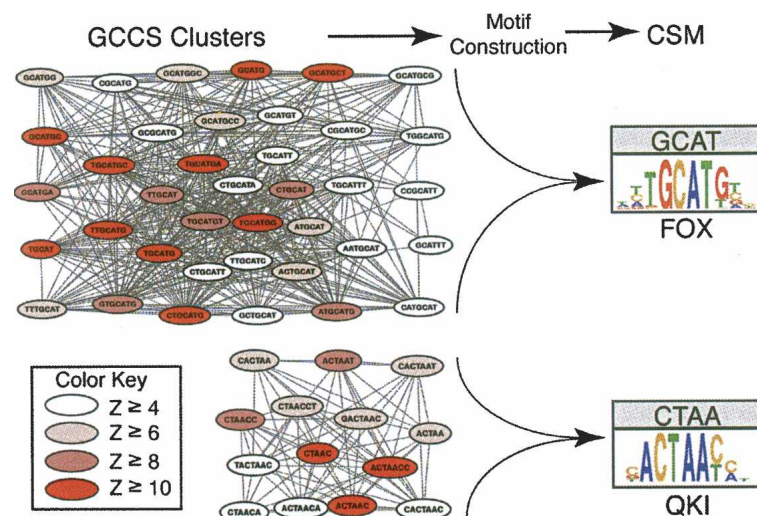 GCCS Clusters
Motif
Construction
CSM
GCATGG
CGCATG
GCATGGC
GCATG
GCATGCT
GCATGCG
GCATGC
GCGCATG
GCATGCC
GCATGT
CGCATGC
TGGCATG
TGCATGC
TGCATGA
TGCATT
GCATGA
TTGCAT
CTGCATA
CTGCAT
TGCATTT
CCGCATT
TTGCATG
TGCATGT
TGCATGG
ATGCAT
TGCAT
TGCATG
TTGCATC
AATGCAT
GCATTT
CTGCATT
ACTGCAT
TTTGCAT
GTGCATG
CTGCATG
GCTGCAT
ATGCATG
CATGCAT
GCAT
TGCATG
FOX
Color Key
Z ≥ 4
Z ≥ 6
Z ≥ 8
Z ≥ 10
CACTAA
ACTAAT
CACTAAT
CTAACC
CTAACCT
GACTAAC
ACTAA
TACTAAC
CTAAC
ACTAACC
CTAACA
ACTAACA
ACTAAC
CACTAAC
CTAA
ACTAA
QKI